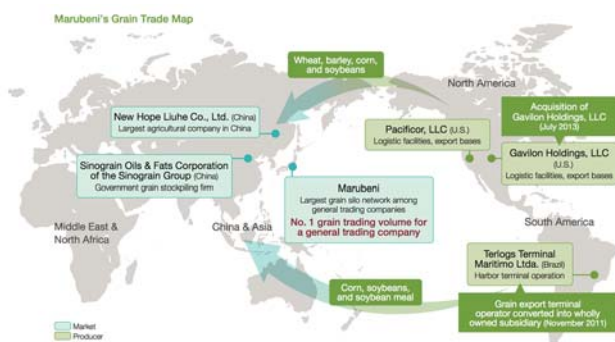 Marubeni's Grain Trade Map
Wheat, barley, corn,
and soybeans
North America
New Hope Liuhe Co., Ltd. (China)
Largest agricultural company in China
Pacificor, LLC (U.S.)
Logistic facilities, export bases
Acquisition of
Gavilon Holdings, LLC
(July 2013)
Gavilon Holdings, LLC
(U.S.)
Logistic facilities, export bases
Sinograin Oils & Fats Corporation
of the Sinograin Group (China)
Government grain stockpiling firm
Marubeni
Largest grain silo network among
general trading companies
No. 1 grain trading volume for
a general trading company
Middle East &
North Africa
China & Asia
South America
Terlogs Terminal
Maritimo Ltda. (Brazil)
Harbor terminal operation
Corn, soybeans,
and soybean meal
Grain export terminal
operator converted into wholly
owned subsidiary (November 2011)
Market
Producer